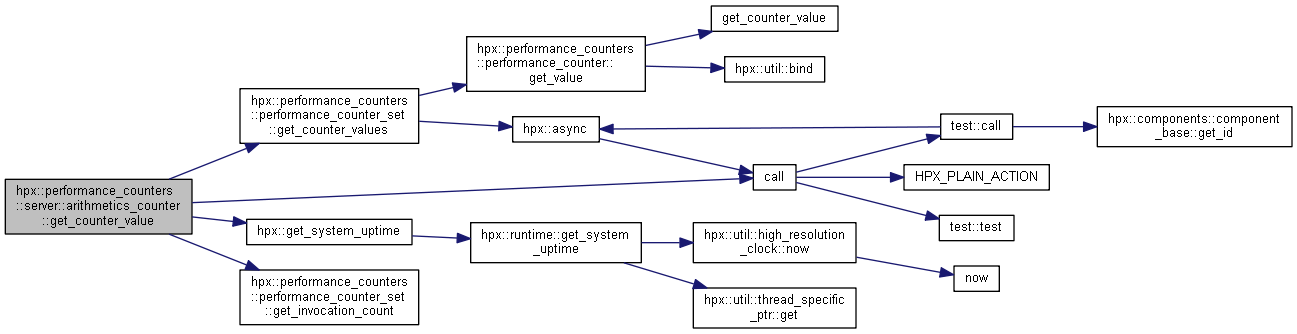 get_counter_value
hpx::performance_counters
::performance_counter::
get_value
hpx::util::bind
hpx::performance_counters
::performance_counter_set
::get_counter_values
hpx::async
test::call
hpx::components::component
_base::get_id
call
HPX_PLAIN_ACTION
test::test
hpx::performance_counters
::server::arithmetics_counter
::get_counter_value
hpx::get_system_uptime
hpx::runtime::get_system
_uptime
hpx::util::high_resolution
_clock::now
now
hpx::performance_counters
::performance_counter_set
::get_invocation_count
hpx::util::thread_specific
_ptr::get